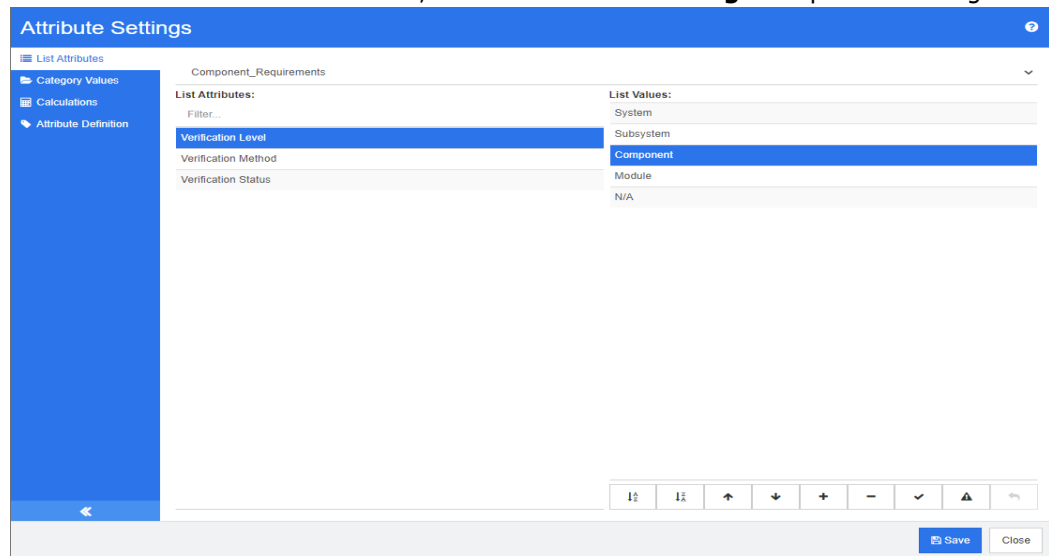 Attribute Settings
List Attributes
Category Values
Calculations
Attribute Definition
Component_Requirements
List Attributes:
Filter...
Verification Level
Verification Method
Verification Status
List Values:
System
Subsystem
Component
Module
N/A
Save
Close